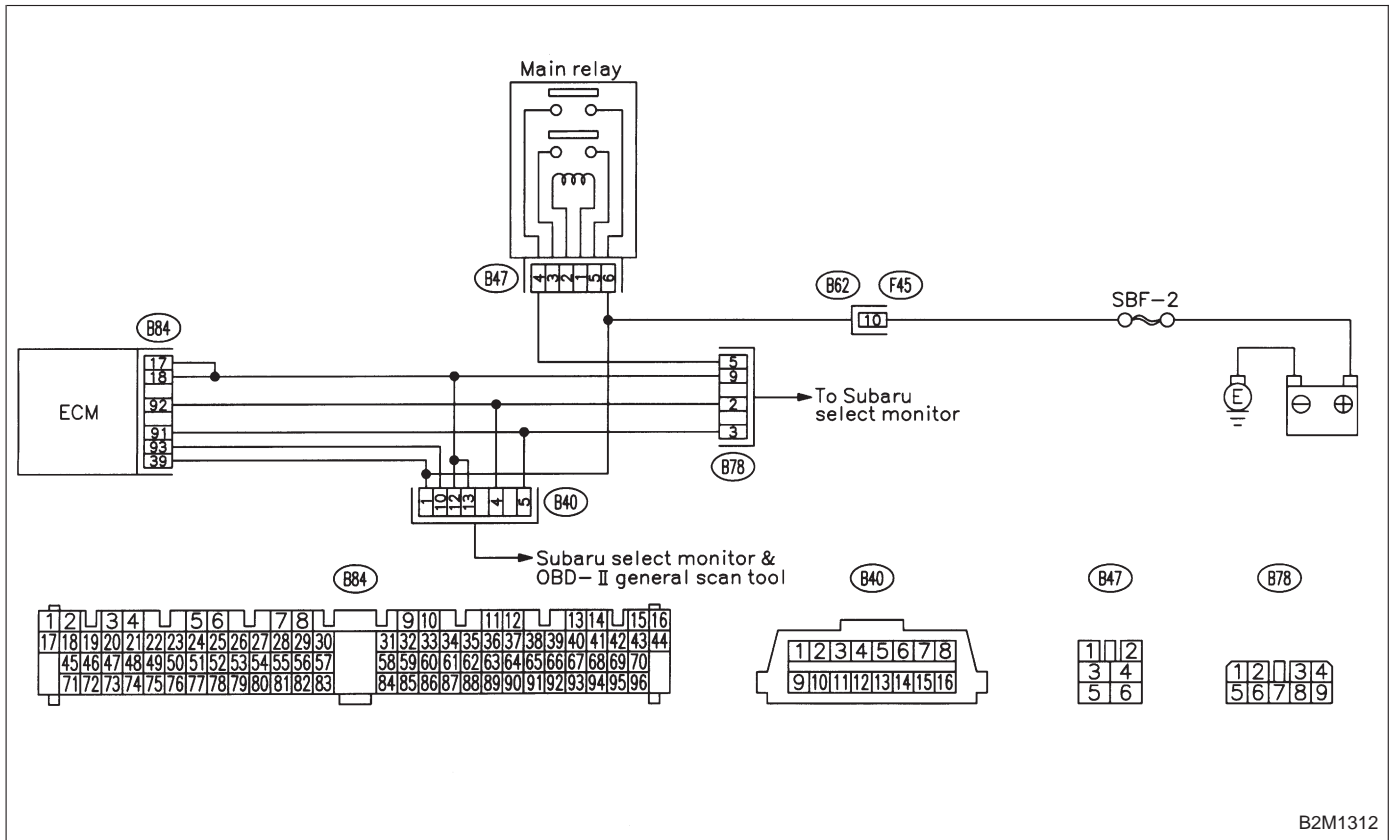 Main relay
B47
4 3 2 1 5 6
B62 F45
10
SBF-2
B84
ECM
17
18
92
91
93
39
5
9
2
3
To Subaru
select monitor
B78
E
⊖ ⊕
1 10 12 13 4 5
B40
Subaru select monitor &
OBD-II general scan tool
B84
1 2 3 4 5 6 7 8 9 10 11 12 13 14 15 16
17 18 19 20 21 22 23 24 25 26 27 28 29 30 31 32 33 34 35 36 37 38 39 40 41 42 43 44
45 46 47 48 49 50 51 52 53 54 55 56 57 58 59 60 61 62 63 64 65 66 67 68 69 70
71 72 73 74 75 76 77 78 79 80 81 82 83 84 85 86 87 88 89 90 91 92 93 94 95 96
B40
1 2 3 4 5 6 7 8
9 10 11 12 13 14 15 16
B47
1 2
3 4
5 6
B78
1 2 3 4
5 6 7 8 9
B2M1312